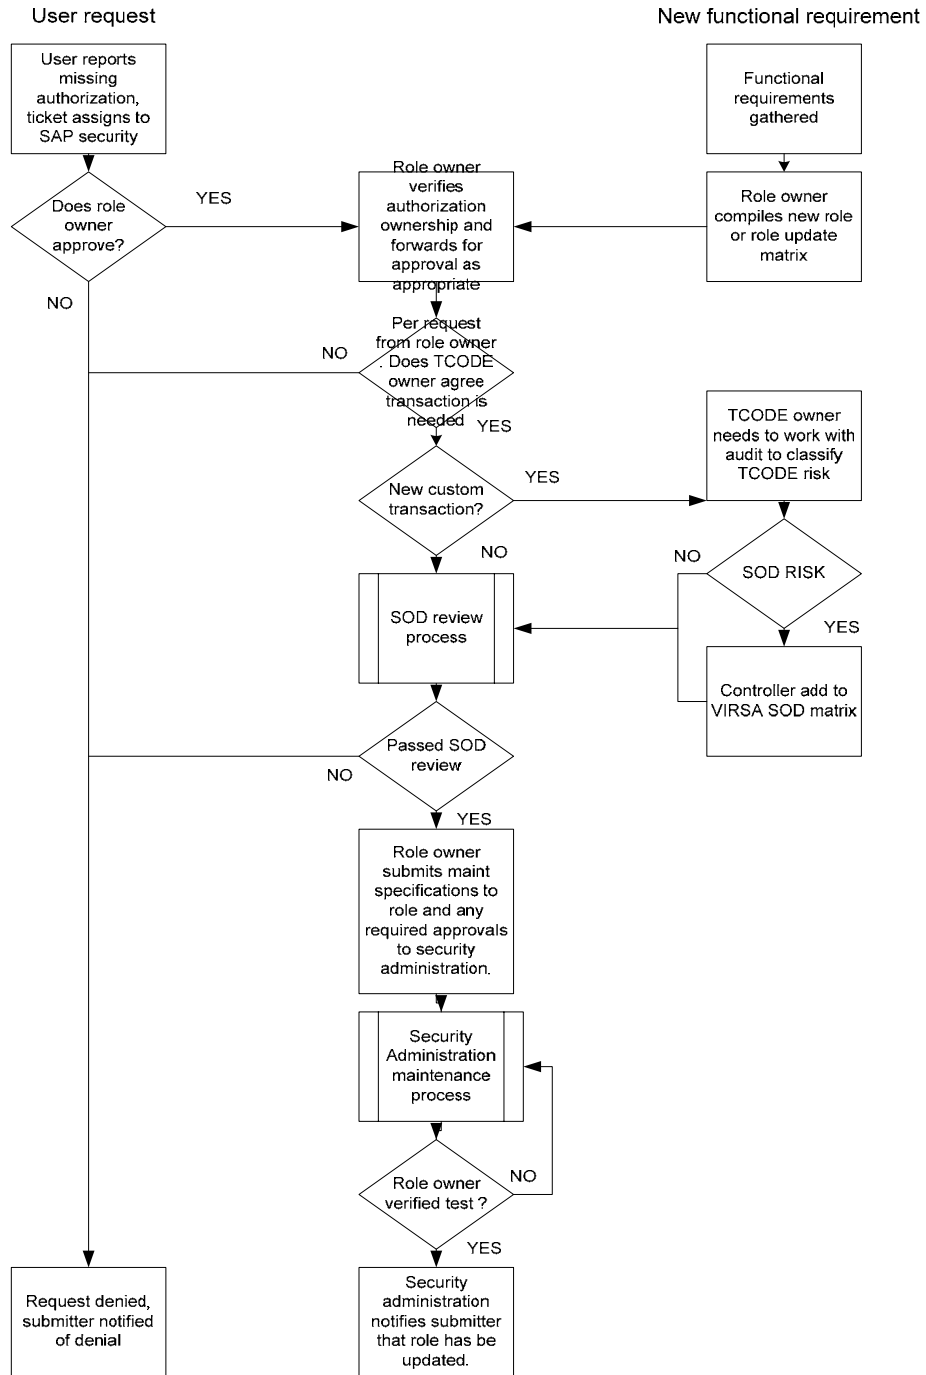 User request
New functional requirement
User reports
missing
authorization,
ticket assigns to
SAP security
Functional
requirements
gathered
Does role
owner
approve?
YES
NO
Role owner
verifies
authorization
ownership and
forwards for
approval as
appropriate
Role owner
compiles new role
or role update
matrix
Per request
from role owner
. Does TCODE
owner agree
transaction is
needed
NO
YES
New custom
transaction?
YES
NO
TCODE owner
needs to work with
audit to classify
TCODE risk
SOD RISK
NO
YES
SOD review
process
Controller add to
VIRSA SOD matrix
Passed SOD
review
NO
YES
Role owner
submits maint
specifications to
role and any
required approvals
to security
administration.
Security
Administration
maintenance
process
Role owner
verified test ?
NO
YES
Request denied,
submitter notified
of denial
Security
administration
notifies submitter
that role has be
updated.